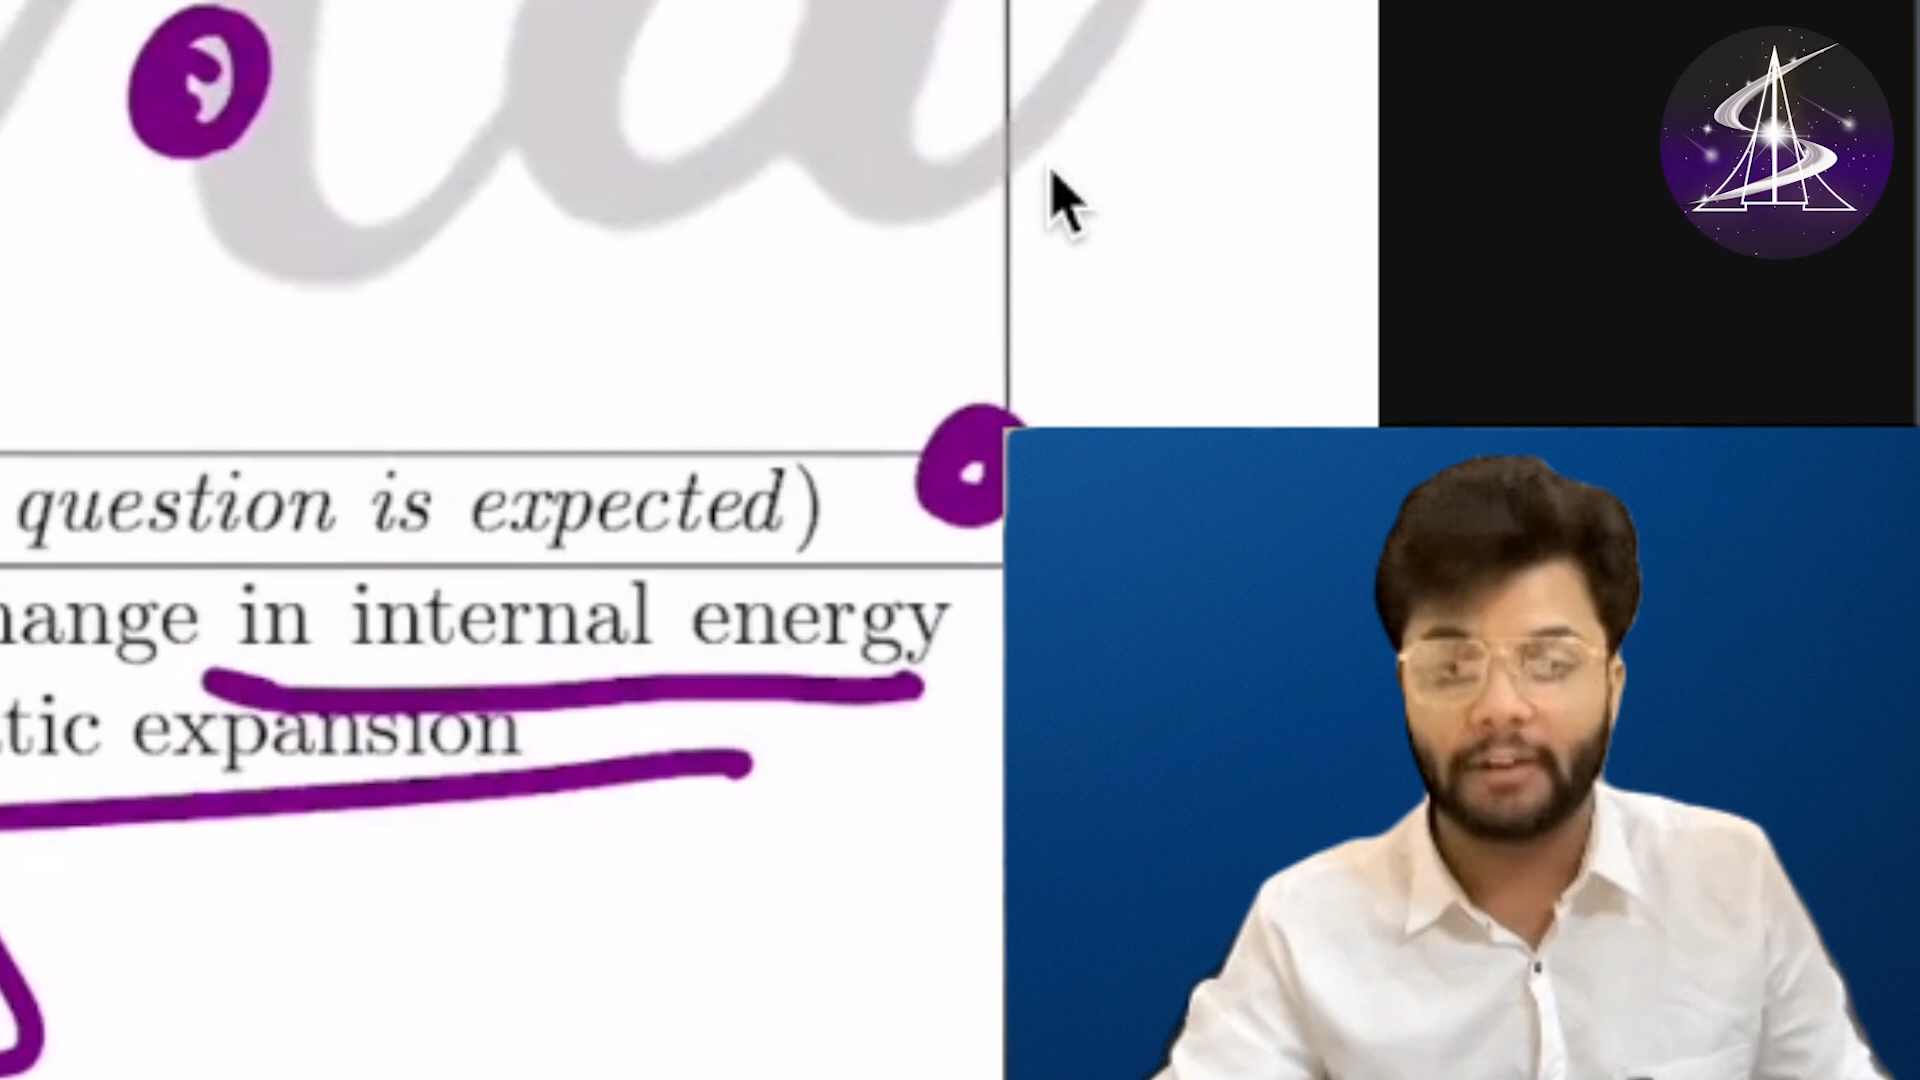 question is expected)
hange in internal energy
tic expansion